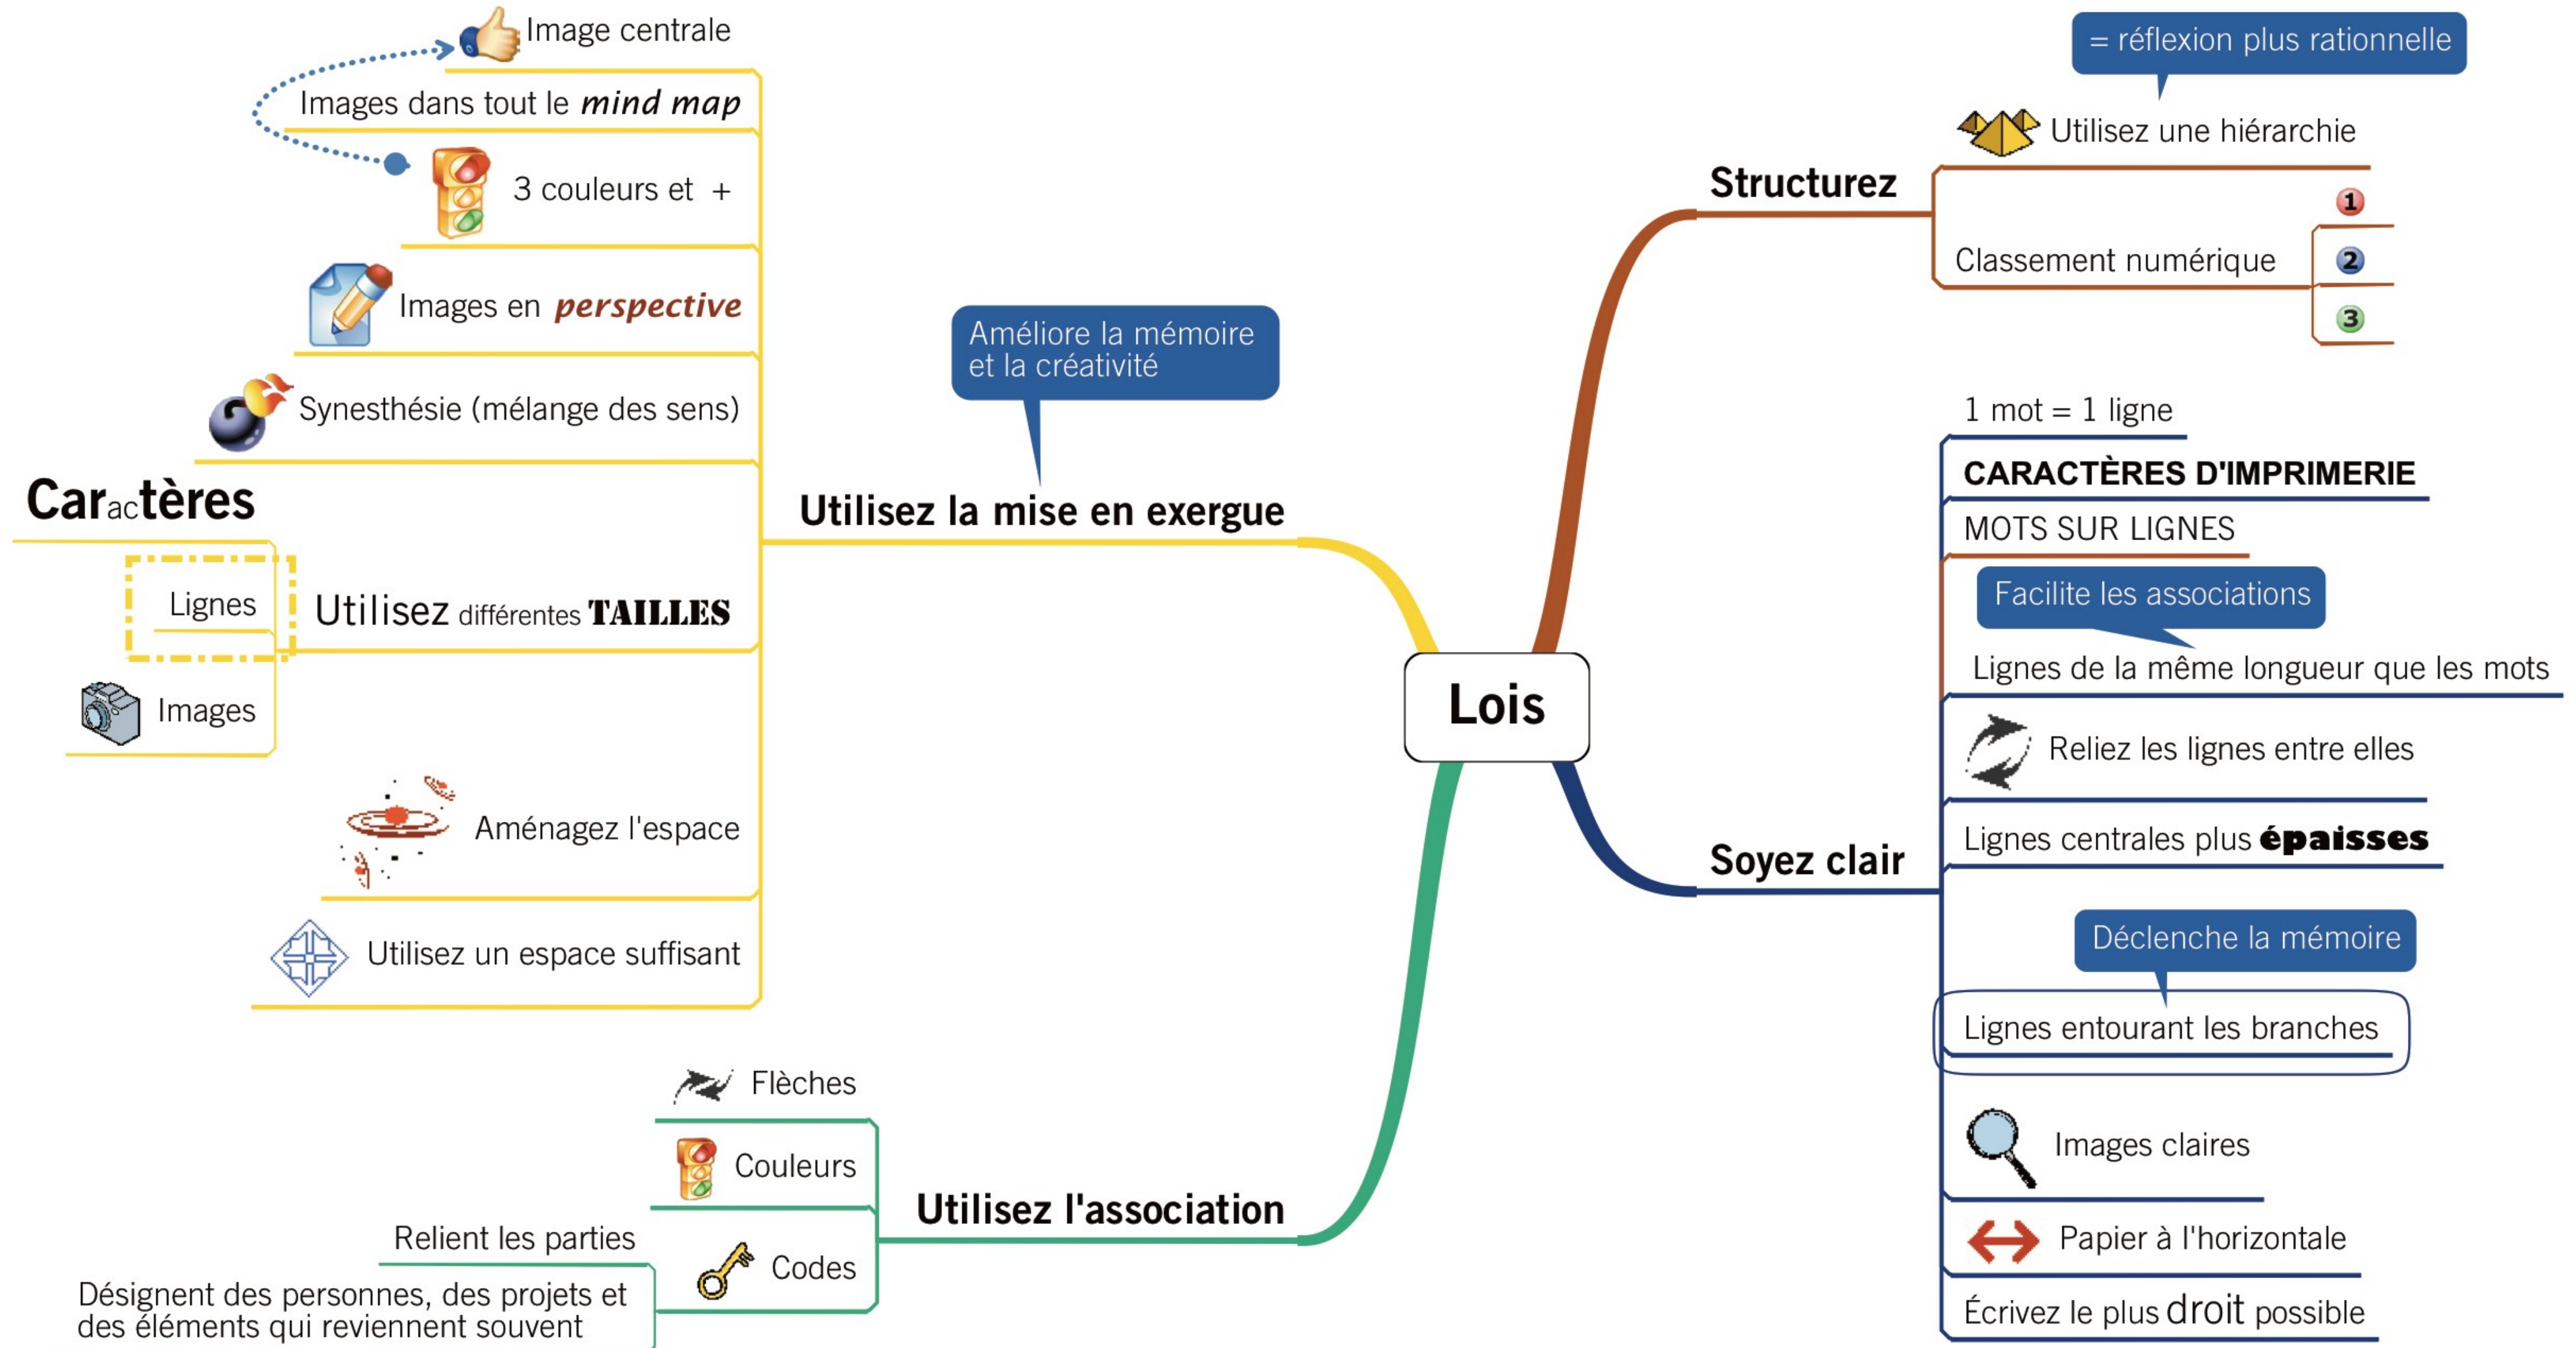 Lois
Structurez
= réflexion plus rationnelle
Utilisez une hiérarchie
Classement numérique
1
2
3
Soyez clair
1 mot = 1 ligne
CARACTÈRES D'IMPRIMERIE
MOTS SUR LIGNES
Facilite les associations
Lignes de la même longueur que les mots
Reliez les lignes entre elles
Lignes centrales plus épaisses
Déclenche la mémoire
Lignes entourant les branches
Images claires
Papier à l'horizontale
Écrivez le plus droit possible
Utilisez l'association
Flèches
Couleurs
Codes
Relient les parties
Désignent des personnes, des projets et
des éléments qui reviennent souvent
Améliore la mémoire
et la créativité
Utilisez la mise en exergue
Image centrale
Images dans tout le mind map
3 couleurs et +
Images en perspective
Synesthésie (mélange des sens)
Utilisez différentes TAILLES
Caractères
Lignes
Images
Aménagez l'espace
Utilisez un espace suffisant